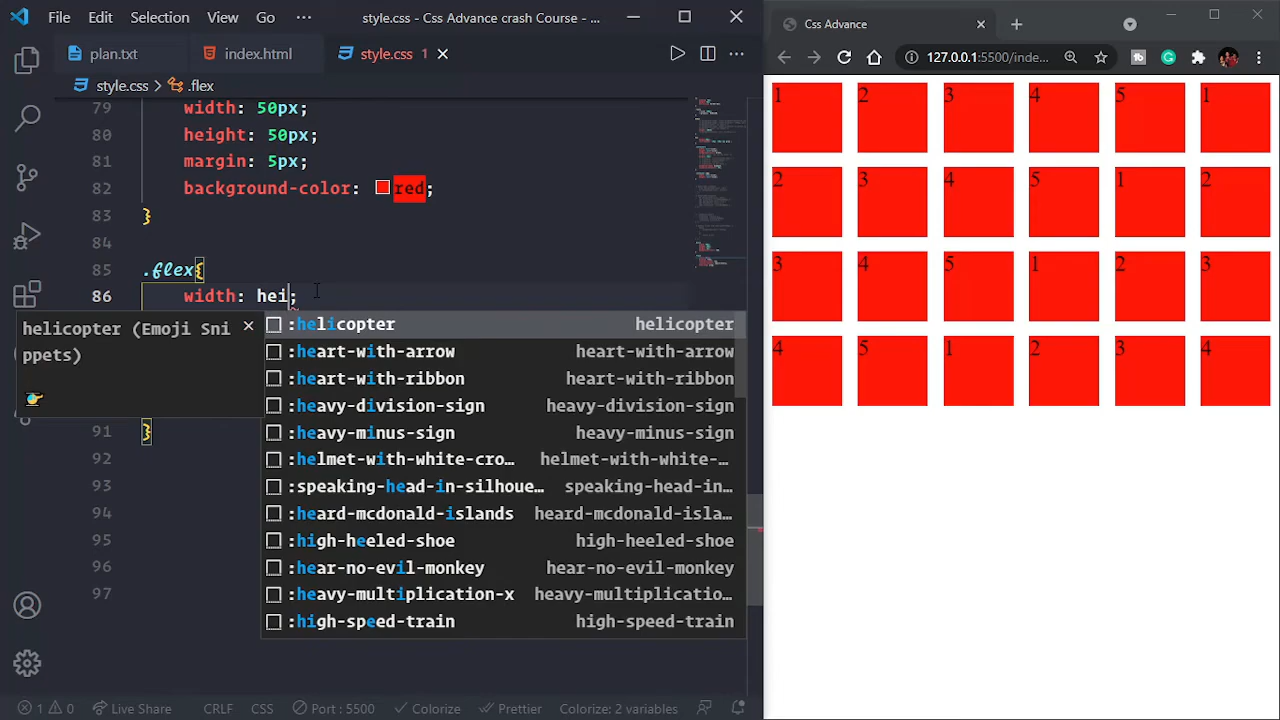 File Edit Selection View Go ··· style.css - Css Advance crash Course - ...
plan.txt index.html style.css 1
style.css > .flex
79 width: 50px;
80 height: 50px;
81 margin: 5px;
82 background-color: red;
83 }
84
85 .flex{
86 width: hei;
helicopter (Emoji Sni
ppets)
:helicopter helicopter
:heart-with-arrow heart-with-arrow
:heart-with-ribbon heart-with-ribbon
:heavy-division-sign heavy-division-sign
:heavy-minus-sign heavy-minus-sign
:helmet-with-white-cro... helmet-with-white-...
:speaking-head-in-silhoue... speaking-head-in...
:heard-mcdonald-islands heard-mcdonald-isla...
:high-heeled-shoe high-heeled-shoe
:hear-no-evil-monkey hear-no-evil-monkey
:heavy-multiplication-x heavy-multiplicatio...
:high-speed-train high-speed-train
91 }
92
93
94
95
96
97
1 0 Live Share CRLF CSS Port : 5500 Colorize Prettier Colorize: 2 variables
Css Advance
127.0.0.1:5500/inde...
1 2 3 4 5 1
2 3 4 5 1 2
3 4 5 1 2 3
4 5 1 2 3 4